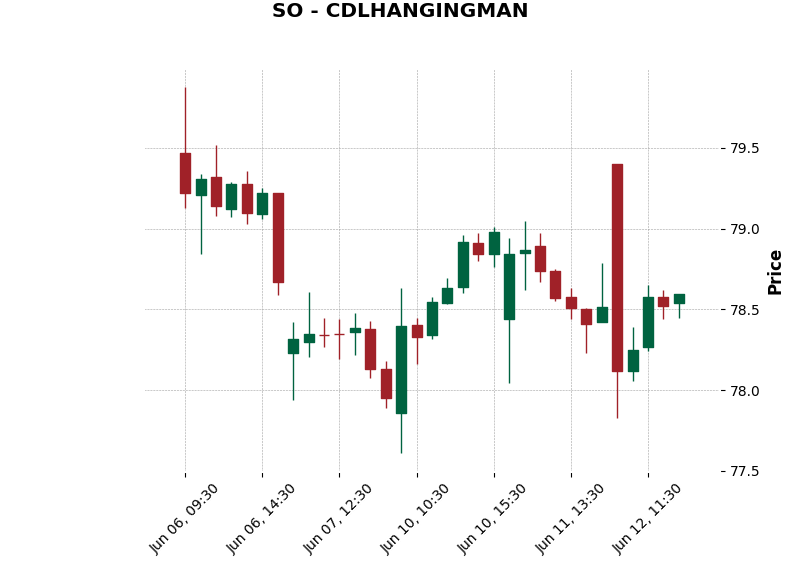 SO - CDLHANGINGMAN
79.5
79.0
78.5
78.0
77.5
Price
Jun 06, 09:30
Jun 06, 14:30
Jun 07, 12:30
Jun 10, 10:30
Jun 10, 15:30
Jun 11, 13:30
Jun 12, 11:30